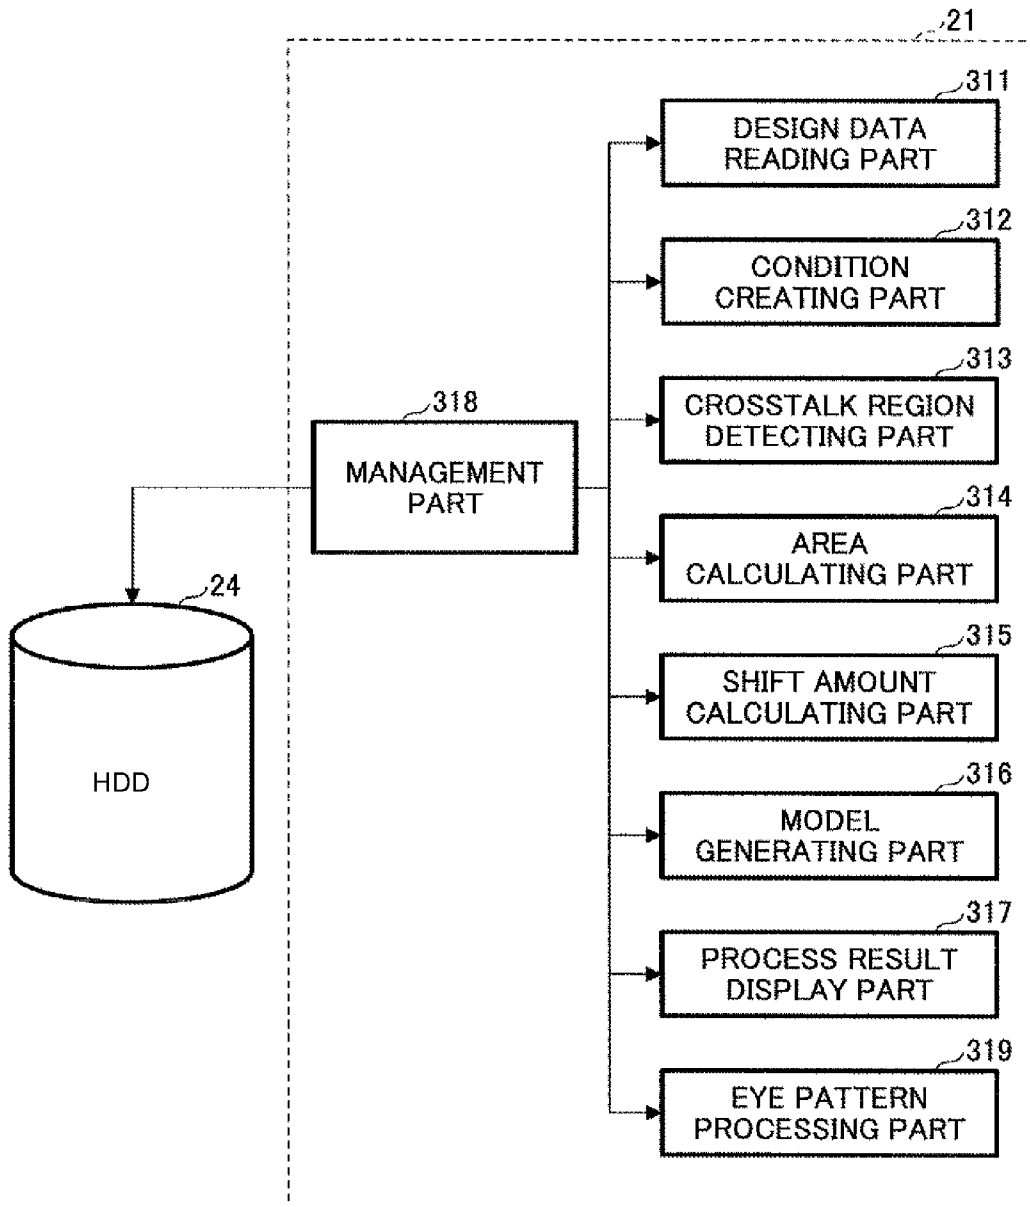 21
311
DESIGN DATA
READING PART
312
CONDITION
CREATING PART
313
CROSSTALK REGION
DETECTING PART
318
MANAGEMENT
PART
314
AREA
CALCULATING PART
24
HDD
315
SHIFT AMOUNT
CALCULATING PART
316
MODEL
GENERATING PART
317
PROCESS RESULT
DISPLAY PART
319
EYE PATTERN
PROCESSING PART